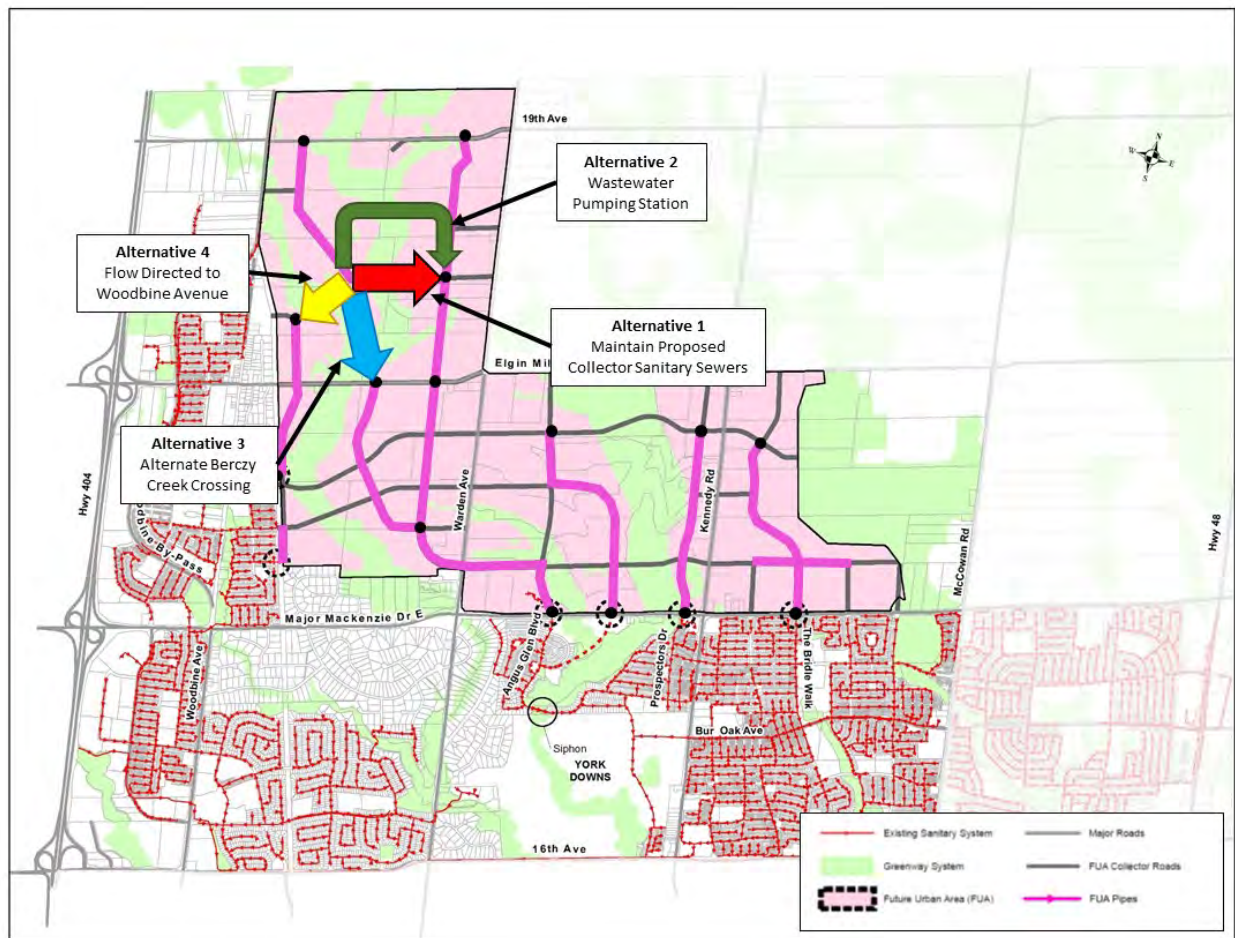 19th Ave
N
W
E
S
Alternative 2
Wastewater
Pumping Station
Alternative 4
Flow Directed to
Woodbine Avenue
Alternative 1
Maintain Proposed
Collector Sanitary Sewers
Elgin Mil
Alternative 3
Alternate Berczy
Creek Crossing
Hwy 404
Warden Ave
Kennedy Rd
McCowan Rd
Hwy 48
By-Pass
Major Mackenzie Dr E
Woodbine Ave
Angus Glen Blvd
Prospectors Dr
The Bridle Walk
Bur Oak Ave
Siphon
YORK
DOWNS
16th Ave
Existing Sanitary System
Major Roads
Greenway System
FUA Collector Roads
Future Urban Area (FUA)
FUA Pipes